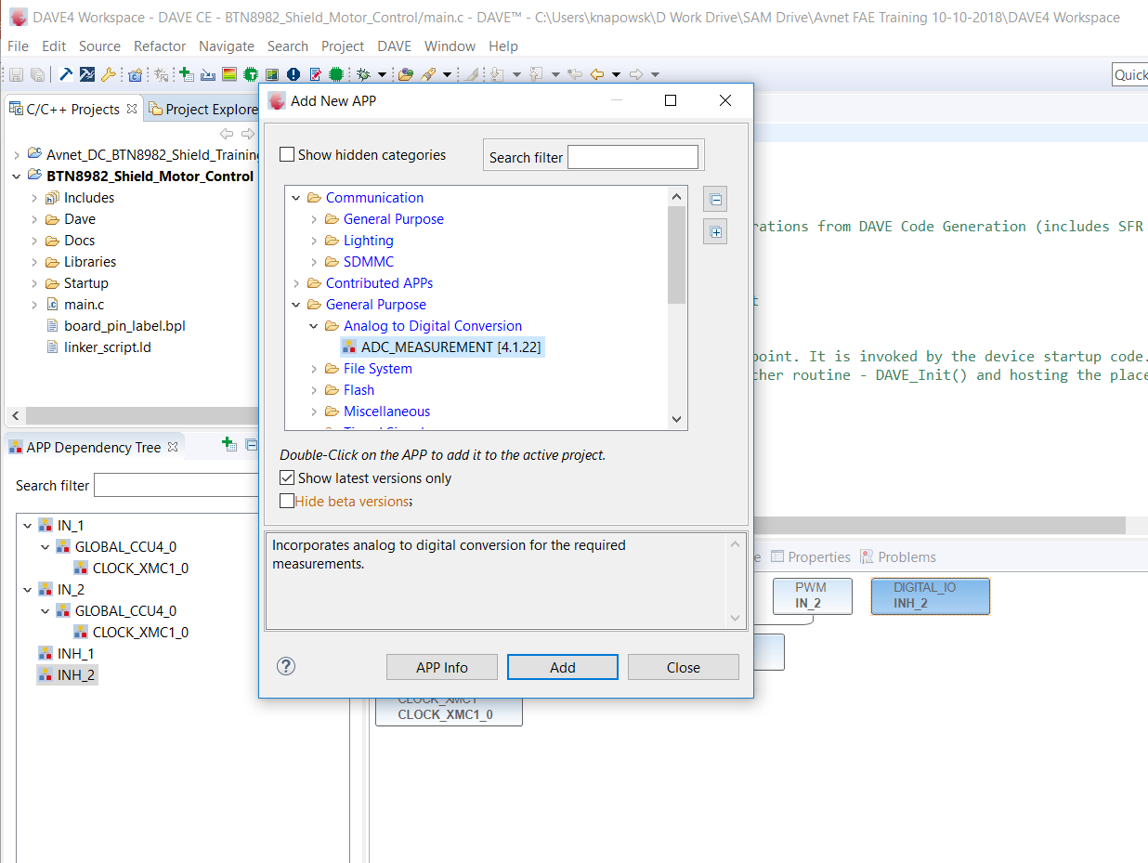 DAVE4 Workspace - DAVE CE - BTN8982_Shield_Motor_Control/main.c - DAVE™ - C:\Users\knapowsk\D Work Drive\SAM Drive\Avnet FAE Training 10-10-2018\DAVE4 Workspace
File Edit Source Refactor Navigate Search Project DAVE Window Help
Quick
C/C++ Projects
Project Explore
Avnet_DC_BTN8982_Shield_Training
BTN8982_Shield_Motor_Control
Includes
Dave
Docs
Libraries
Startup
main.c
board_pin_label.bpl
linker_script.ld
APP Dependency Tree
Search filter
IN_1
GLOBAL_CCU4_0
CLOCK_XMC1_0
IN_2
GLOBAL_CCU4_0
CLOCK_XMC1_0
INH_1
INH_2
Add New APP
Show hidden categories
Search filter
Communication
General Purpose
Lighting
SDMMC
Contributed APPs
General Purpose
Analog to Digital Conversion
ADC_MEASUREMENT [4.1.22]
File System
Flash
Miscellaneous
Double-Click on the APP to add it to the active project.
Show latest versions only
Hide beta versions;
Incorporates analog to digital conversion for the required
measurements.
APP Info
Add
Close
rations from DAVE Code Generation (includes SFR
t
point. It is invoked by the device startup code.
cher routine - DAVE_Init() and hosting the place
e
Properties
Problems
PWM
IN_2
DIGITAL_IO
INH_2
CLOCK_XMC1
CLOCK_XMC1_0